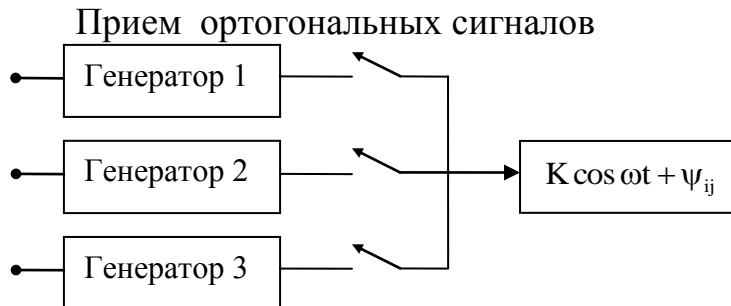 Прием ортогональных сигналов
Генератор 1
Генератор 2
K cos ωt + ψij
Генератор 3